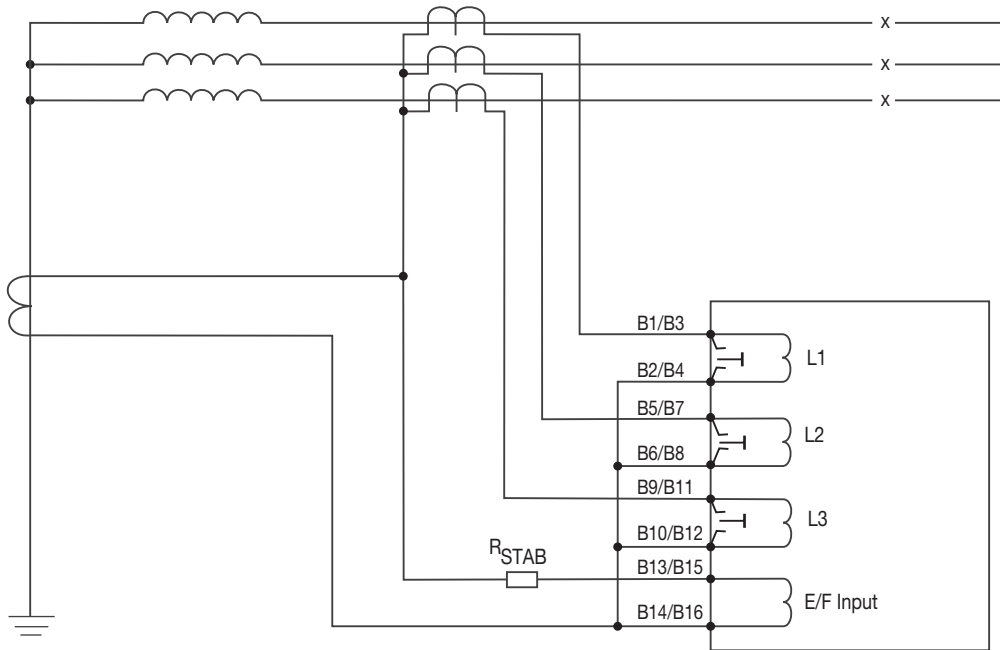 x
x
x
B1/B3
L1
B2/B4
B5/B7
L2
B6/B8
B9/B11
L3
B10/B12
RSTAB
B13/B15
E/F Input
B14/B16